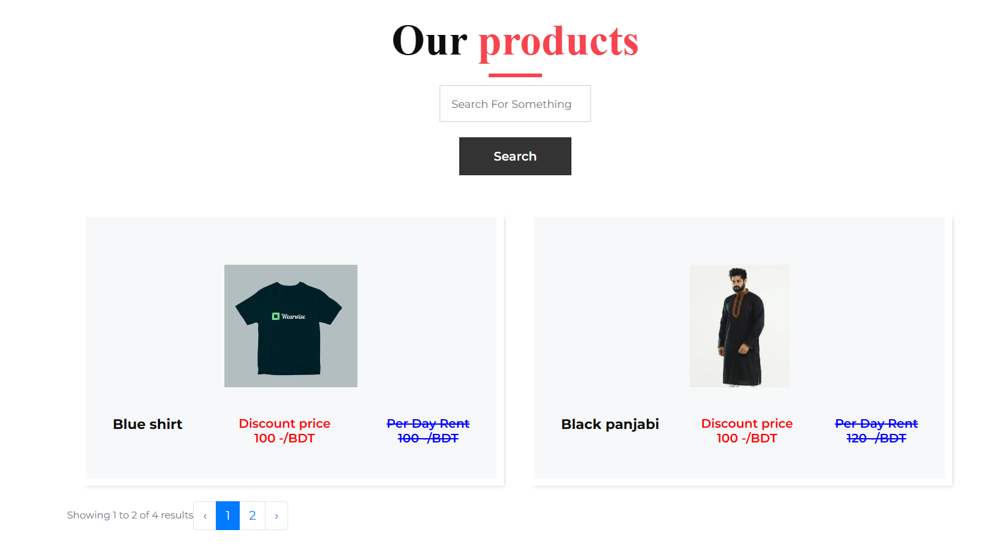 Our products
Search For Something
Search
Wearwise
Blue shirt
Discount price
100 -/BDT
Per Day Rent
100 -/BDT
Black panjabi
Discount price
100 -/BDT
Per Day Rent
120 -/BDT
Showing 1 to 2 of 4 results ‹ 1 2 ›